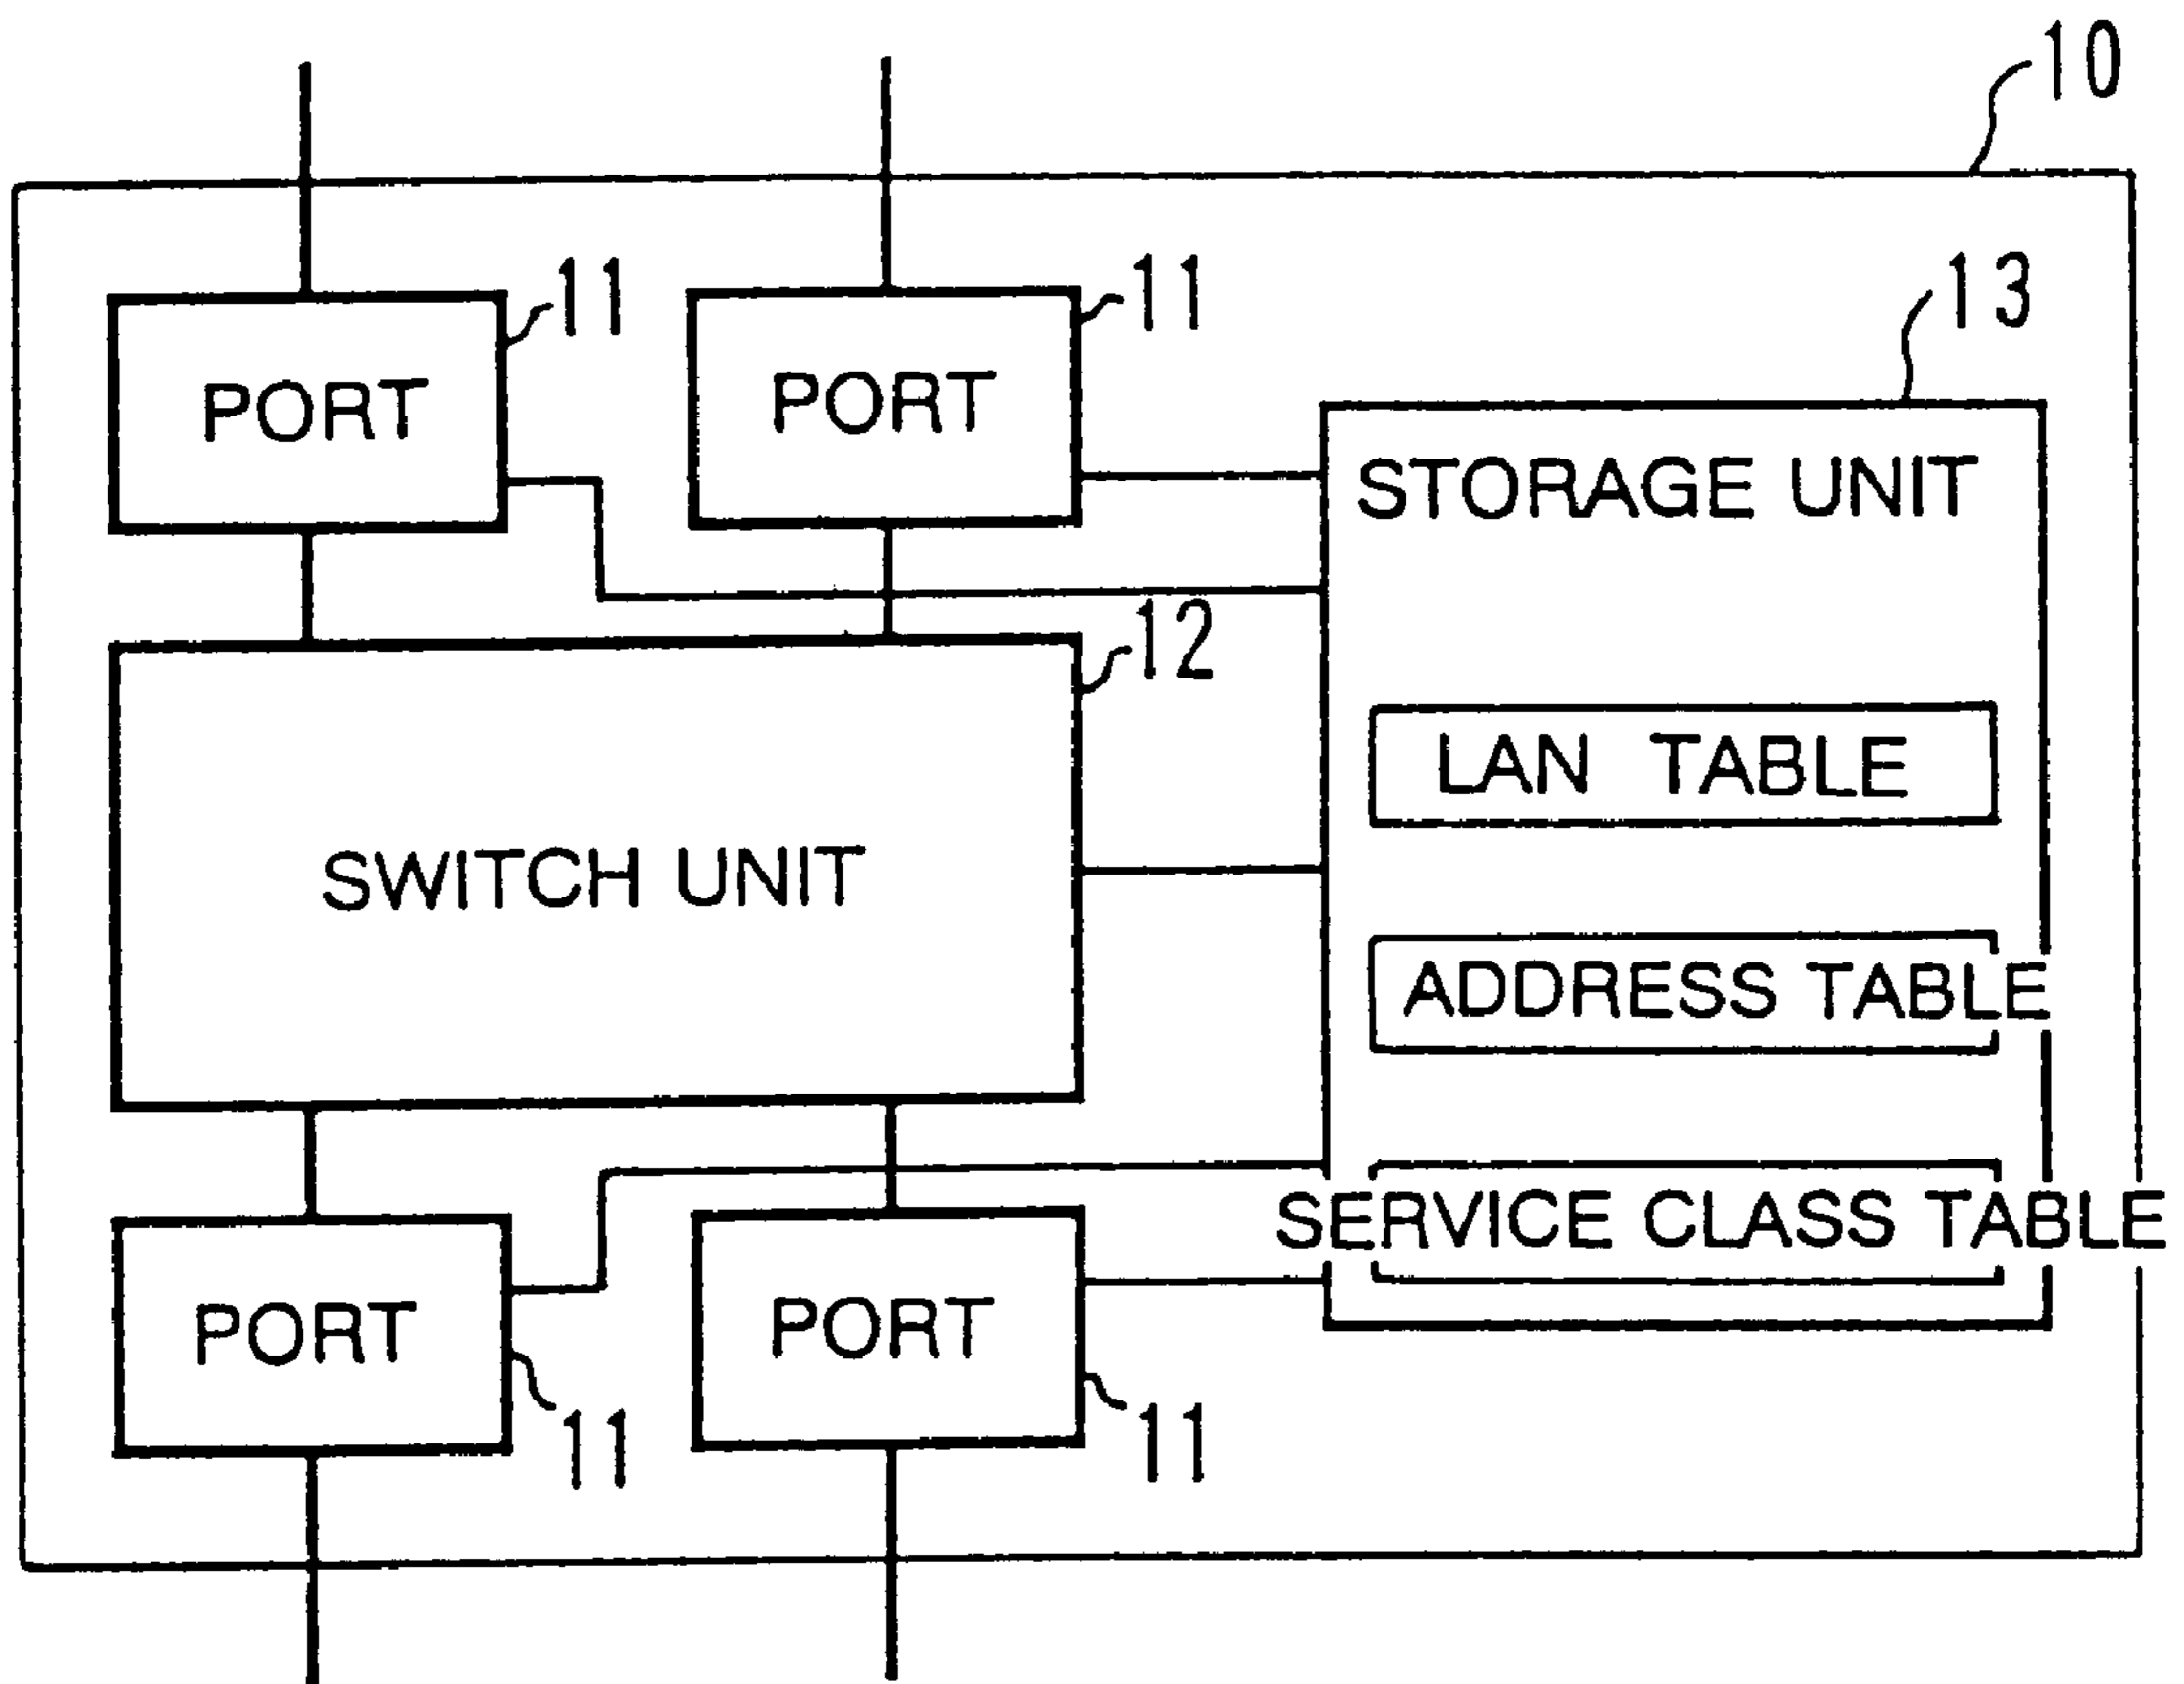 10
11
11
13
PORT
PORT
STORAGE UNIT
12
LAN TABLE
SWITCH UNIT
ADDRESS TABLE
SERVICE CLASS TABLE
PORT
PORT
11
11